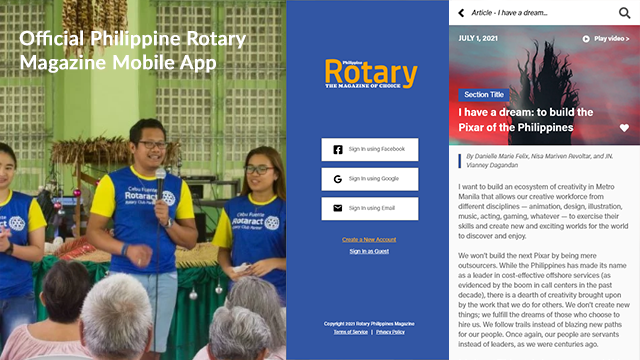 Official Philippine Rotary
Magazine Mobile App
Cebu Fuente
Rotaract
Rotary Club Partner
Cebu Fuente
Rotaract
Rotary Club Partner
Philippine
Rotary
THE MAGAZINE OF CHOICE
Sign In using Facebook
Sign In using Google
Sign In using Email
Create a New Account
Sign In as Guest
Copyright 2021 Rotary Philippines Magazine
Terms of Service | Privacy Policy
Article - I have a dream...
JULY 1, 2021
Play video >
Section Title
I have a dream: to build the
Pixar of the Philippines
By Danielle Marie Felix, Nisa Mariven Revoltar, and JN.
Vianney Dagandan
I want to build an ecosystem of creativity in Metro
Manila that allows our creative workforce from
different disciplines — animation, design, illustration,
music, acting, gaming, whatever — to exercise their
skills and create new and exciting worlds for the world
to discover and enjoy.
We won't build the next Pixar by being mere
outsourcers. While the Philippines has made its name
as a leader in cost-effective offshore services (as
evidenced by the boom in call centers in the past
decade), there is a dearth of creativity brought upon
by the work that we do for others. We don't create new
things; we fulfill the dreams of those who choose to
hire us. We follow trails instead of blazing new paths
for our people. Once again, our people are servants
instead of leaders, as we were centuries ago.